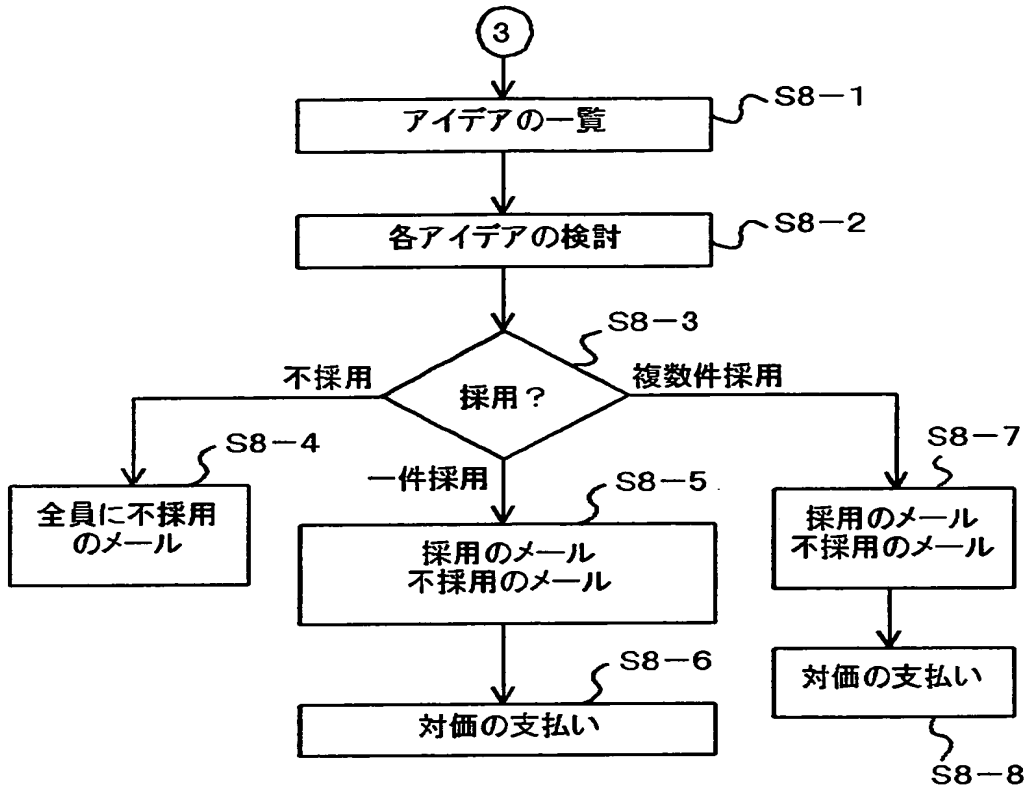 3
アイデアの一覧
S8-1
各アイデアの検討
S8-2
S8-3
不採用
採用?
複数件採用
S8-4
一件採用
S8-5
S8-7
全員に不採用
のメール
採用のメール
不採用のメール
採用のメール
不採用のメール
S8-6
対価の支払い
対価の支払い
S8-8